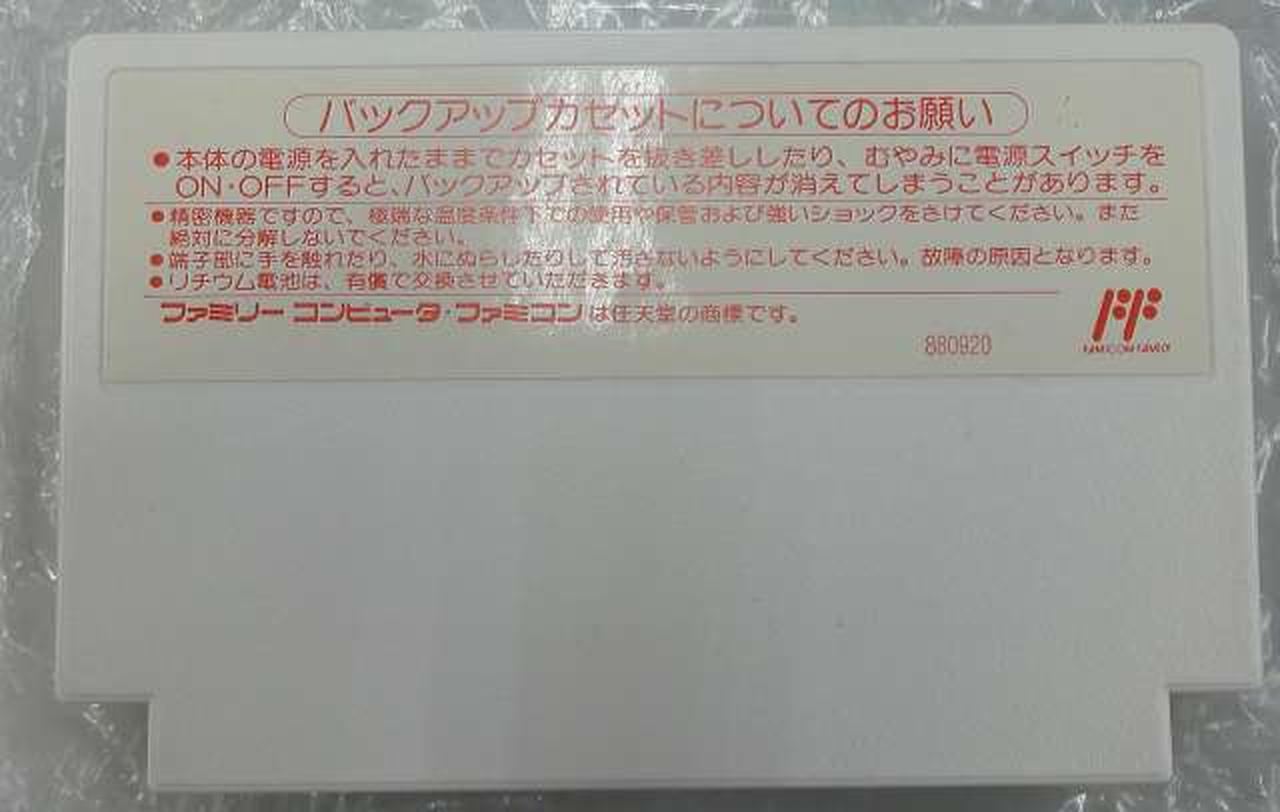 バックアップカセットについてのお願い
●本体の電源を入れたままでカセットを抜き差ししたり、むやみに電源スイッチを
ON・OFFすると、バックアップされている内容が消えてしまうことがあります。
●精密機器ですので、極端な温度条件下での使用や保管および強いショックをさけてください。また
絶対に分解しないでください。
●端子部に手を触れたり、水にぬらしたりして汚さないようにしてください。故障の原因となります。
●リチウム電池は、有償で交換させていただきます。
ファミリー コンピュータ・ファミコンは任天堂の商標です。
880920
FF
FAMICOM FAMILY